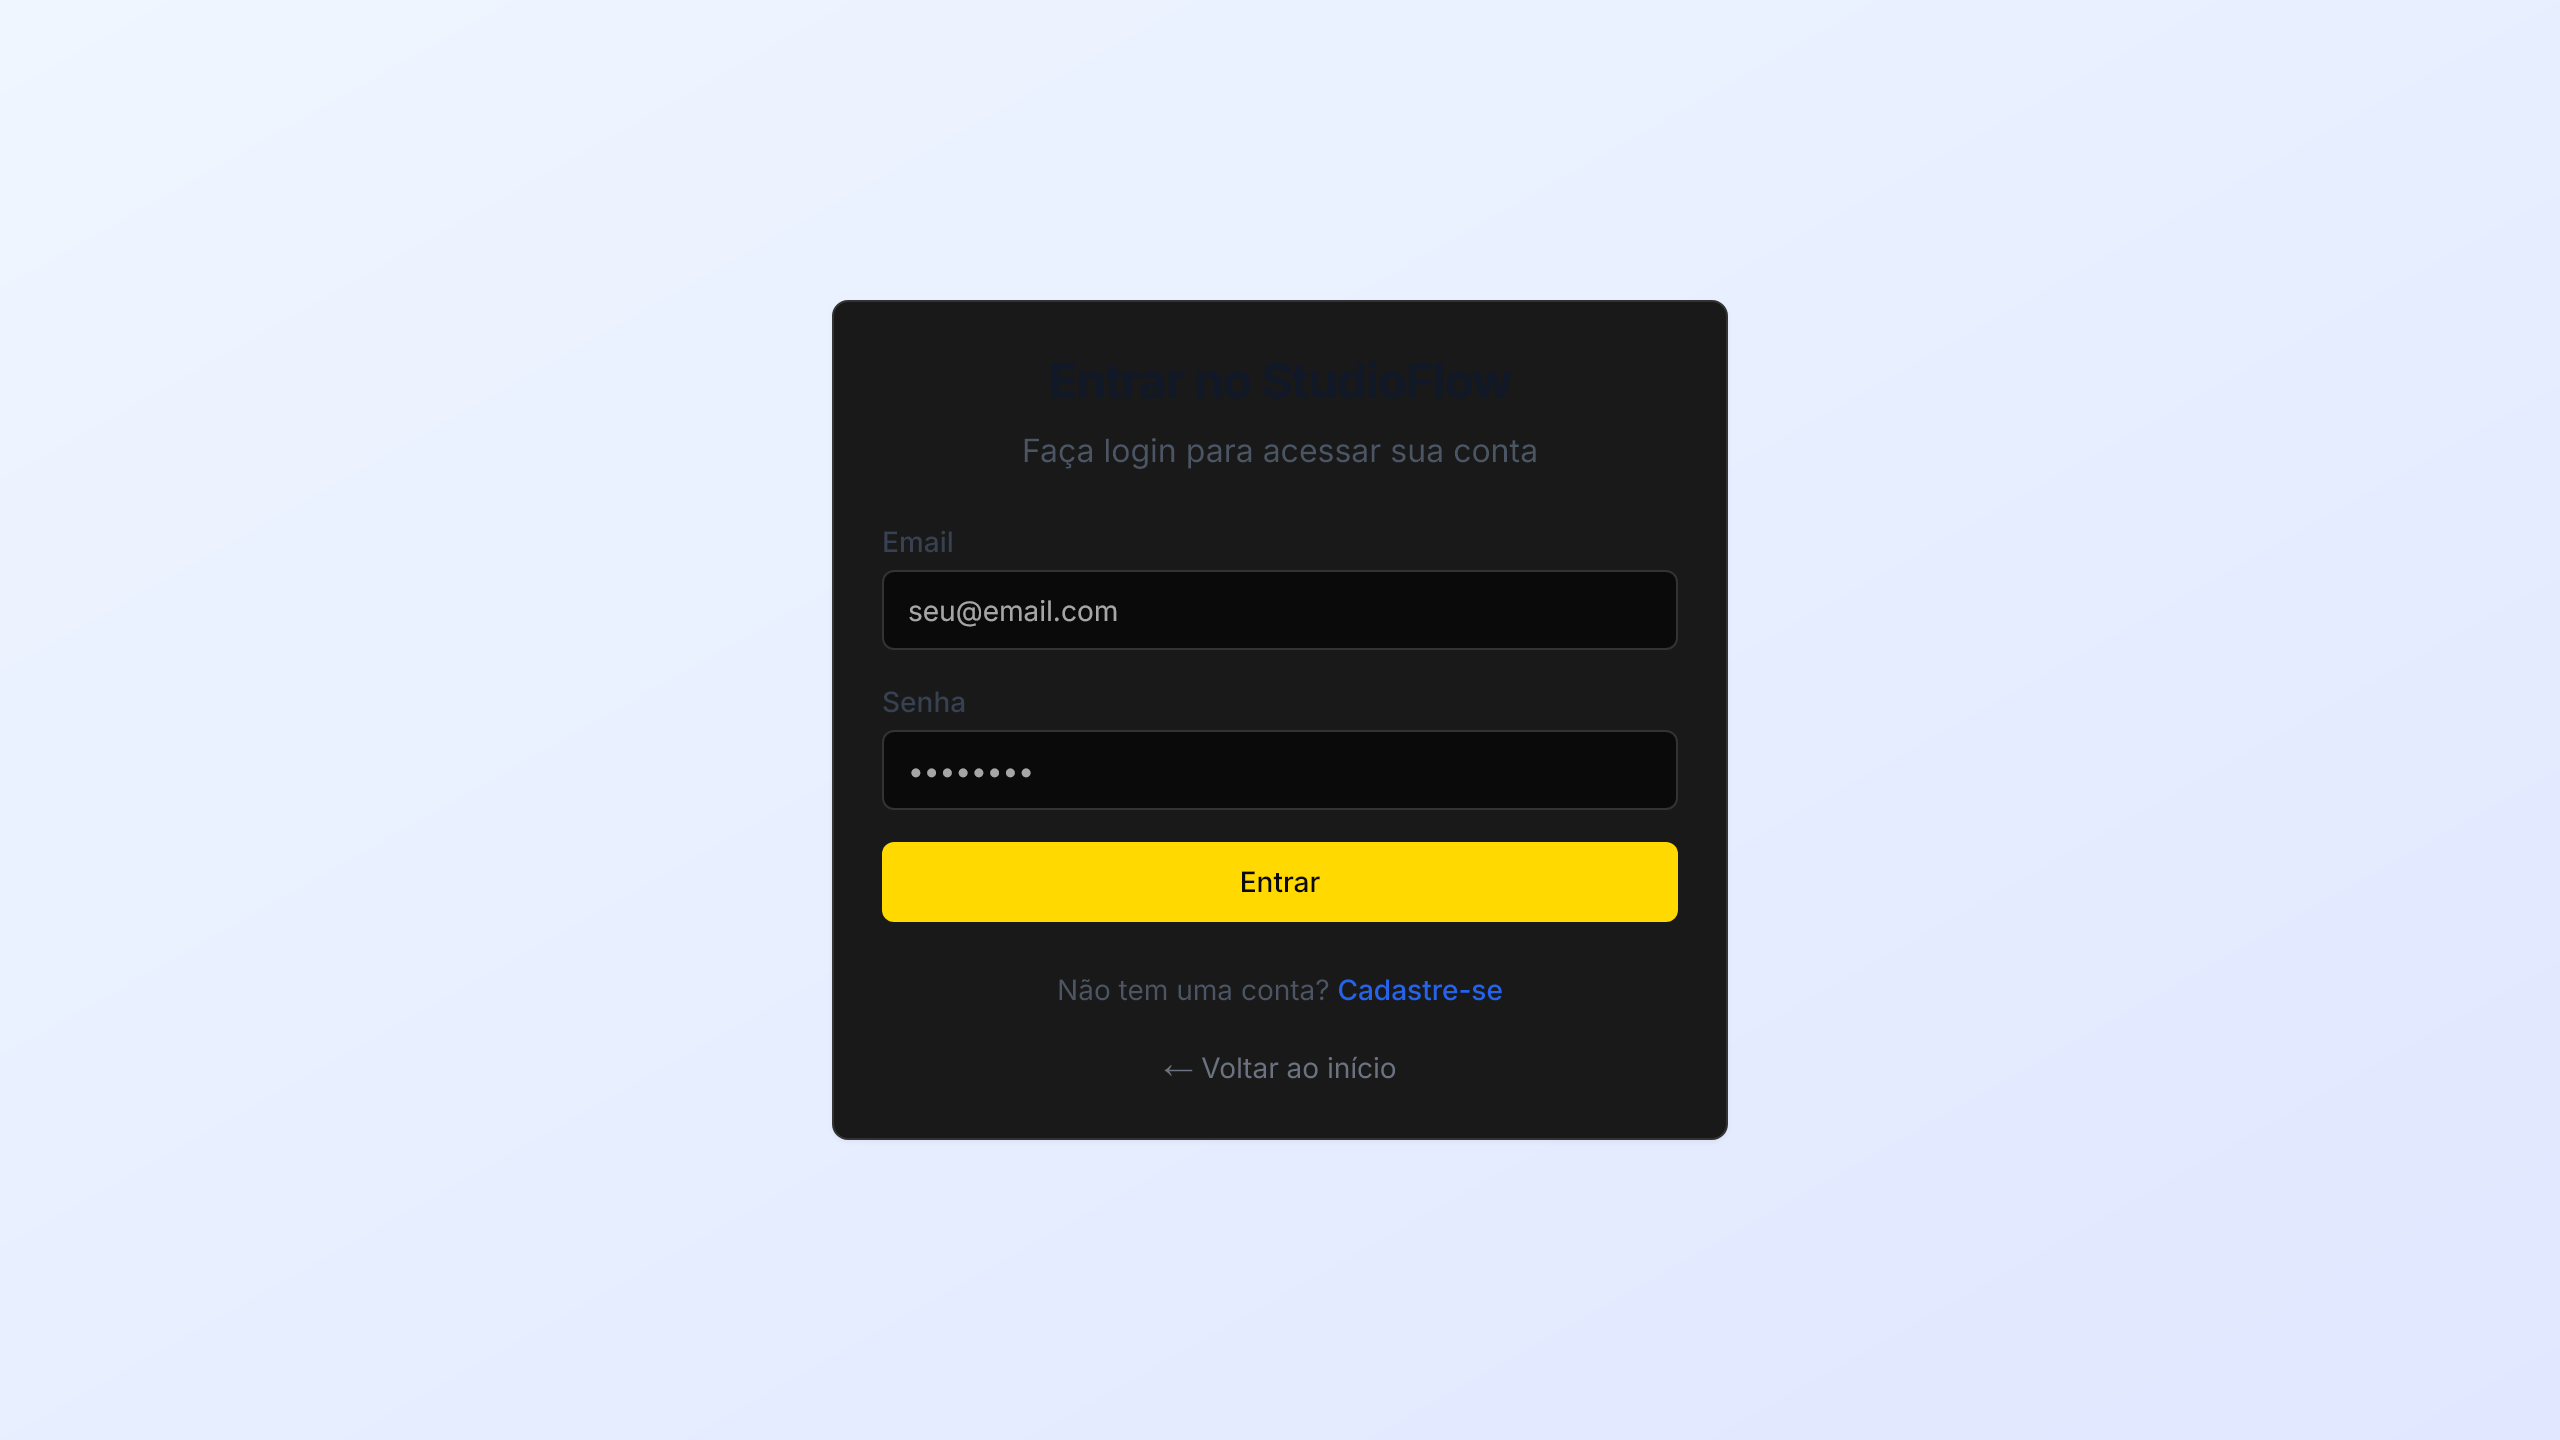 Entrar no StudioFlow
Faça login para acessar sua conta
Email
seu@email.com
Senha
••••••••
Entrar
Não tem uma conta? Cadastre-se
← Voltar ao início